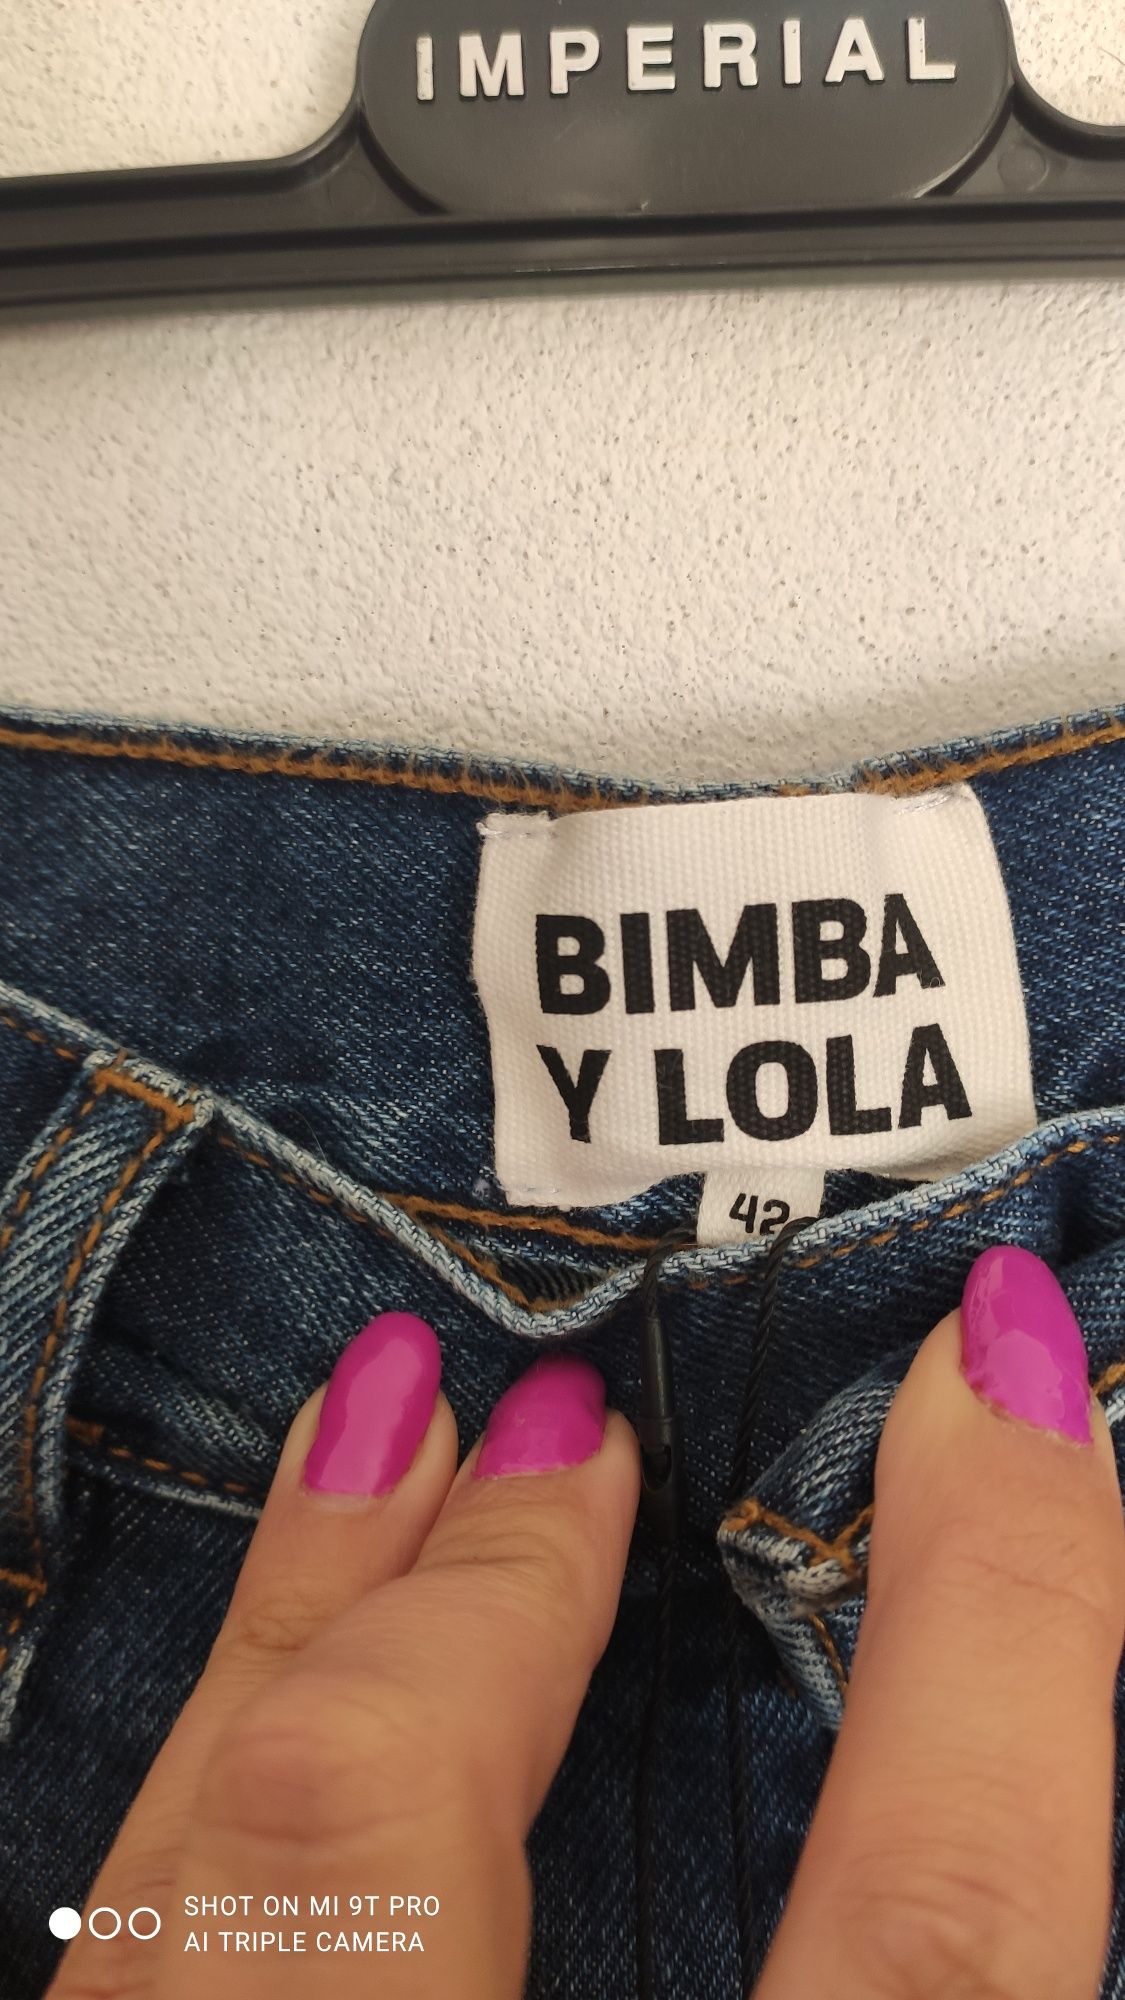 IMPERIAL
BIMBA
Y LOLA
42
SHOT ON MI 9T PRO
AI TRIPLE CAMERA